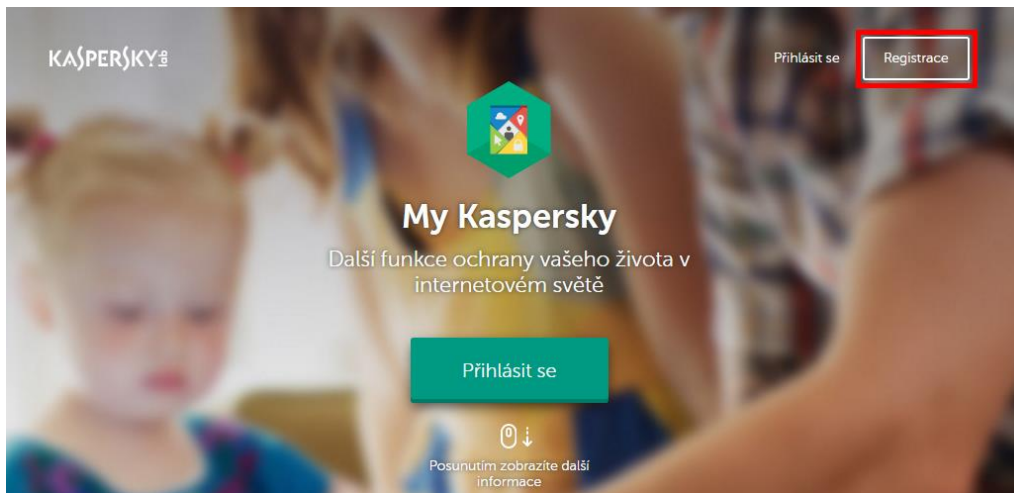 KASPERSKY lab
Přihlásit se
Registrace
My Kaspersky
Další funkce ochrany vašeho života v
internetovém světě
Přihlásit se
Posunutím zobrazíte další
informace